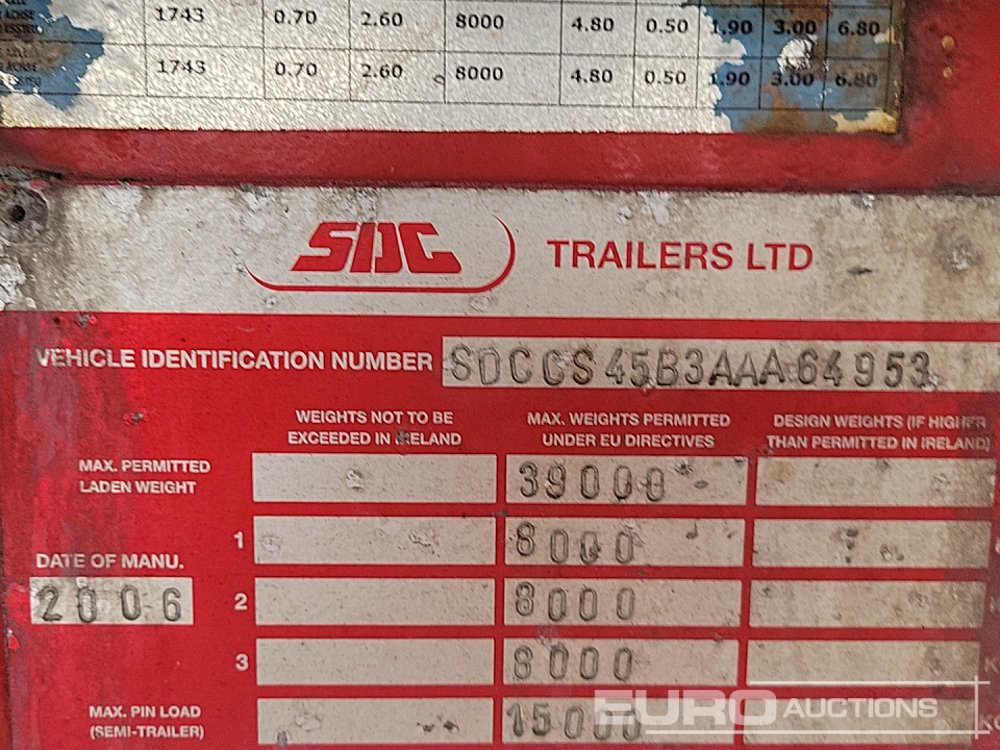 1743 0.70 2.60 8000 4.80 0.50 1.90 3.00 6.80
1743 0.70 2.60 8000 4.80 0.50 1.90 3.00 6.80
SDC TRAILERS LTD
VEHICLE IDENTIFICATION NUMBER SDCCS45B3AAA64953
WEIGHTS NOT TO BE EXCEEDED IN IRELAND
MAX. WEIGHTS PERMITTED UNDER EU DIRECTIVES
DESIGN WEIGHTS (IF HIGHER THAN PERMITTED IN IRELAND)
MAX. PERMITTED LADEN WEIGHT 39000
1 8000
DATE OF MANU.
2006 2 8000
3 8000
MAX. PIN LOAD (SEMI-TRAILER) 15000
EURO AUCTIONS